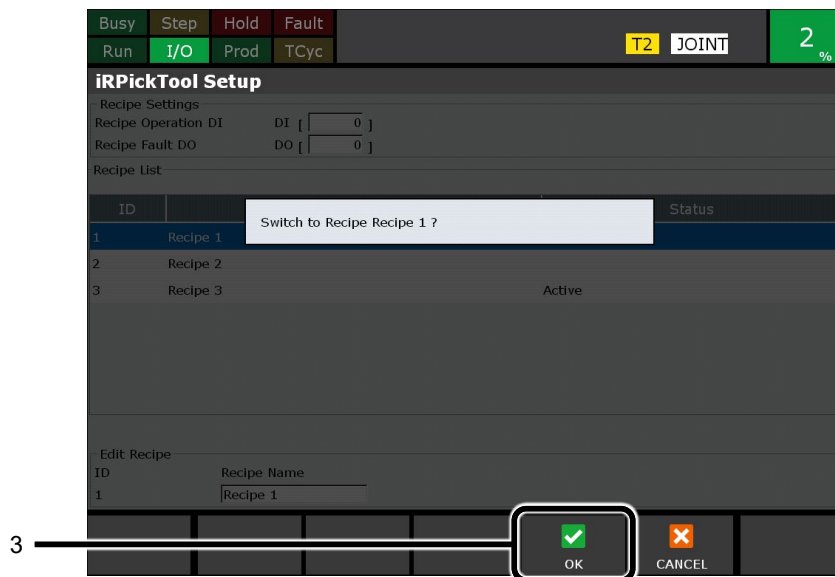 Busy Step Hold Fault
Run I/O Prod TCyc
T2 JOINT
2 %
iRPickTool Setup
Recipe Settings
Recipe Operation DI DI [ 0 ]
Recipe Fault DO DO [ 0 ]
Recipe List
ID Status
Switch to Recipe Recipe 1 ?
1 Recipe 1
2 Recipe 2
3 Recipe 3 Active
Edit Recipe
ID Recipe Name
1 Recipe 1
3
OK CANCEL